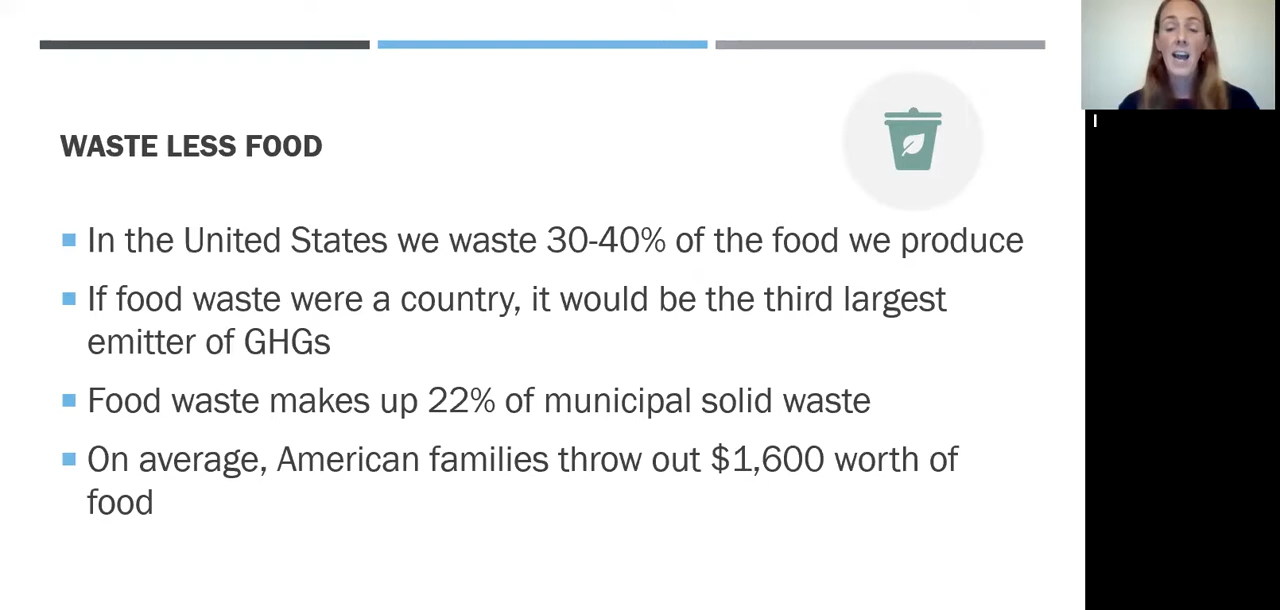 WASTE LESS FOOD
In the United States we waste 30-40% of the food we produce
If food waste were a country, it would be the third largest
emitter of GHGs
Food waste makes up 22% of municipal solid waste
On average, American families throw out $1,600 worth of
food